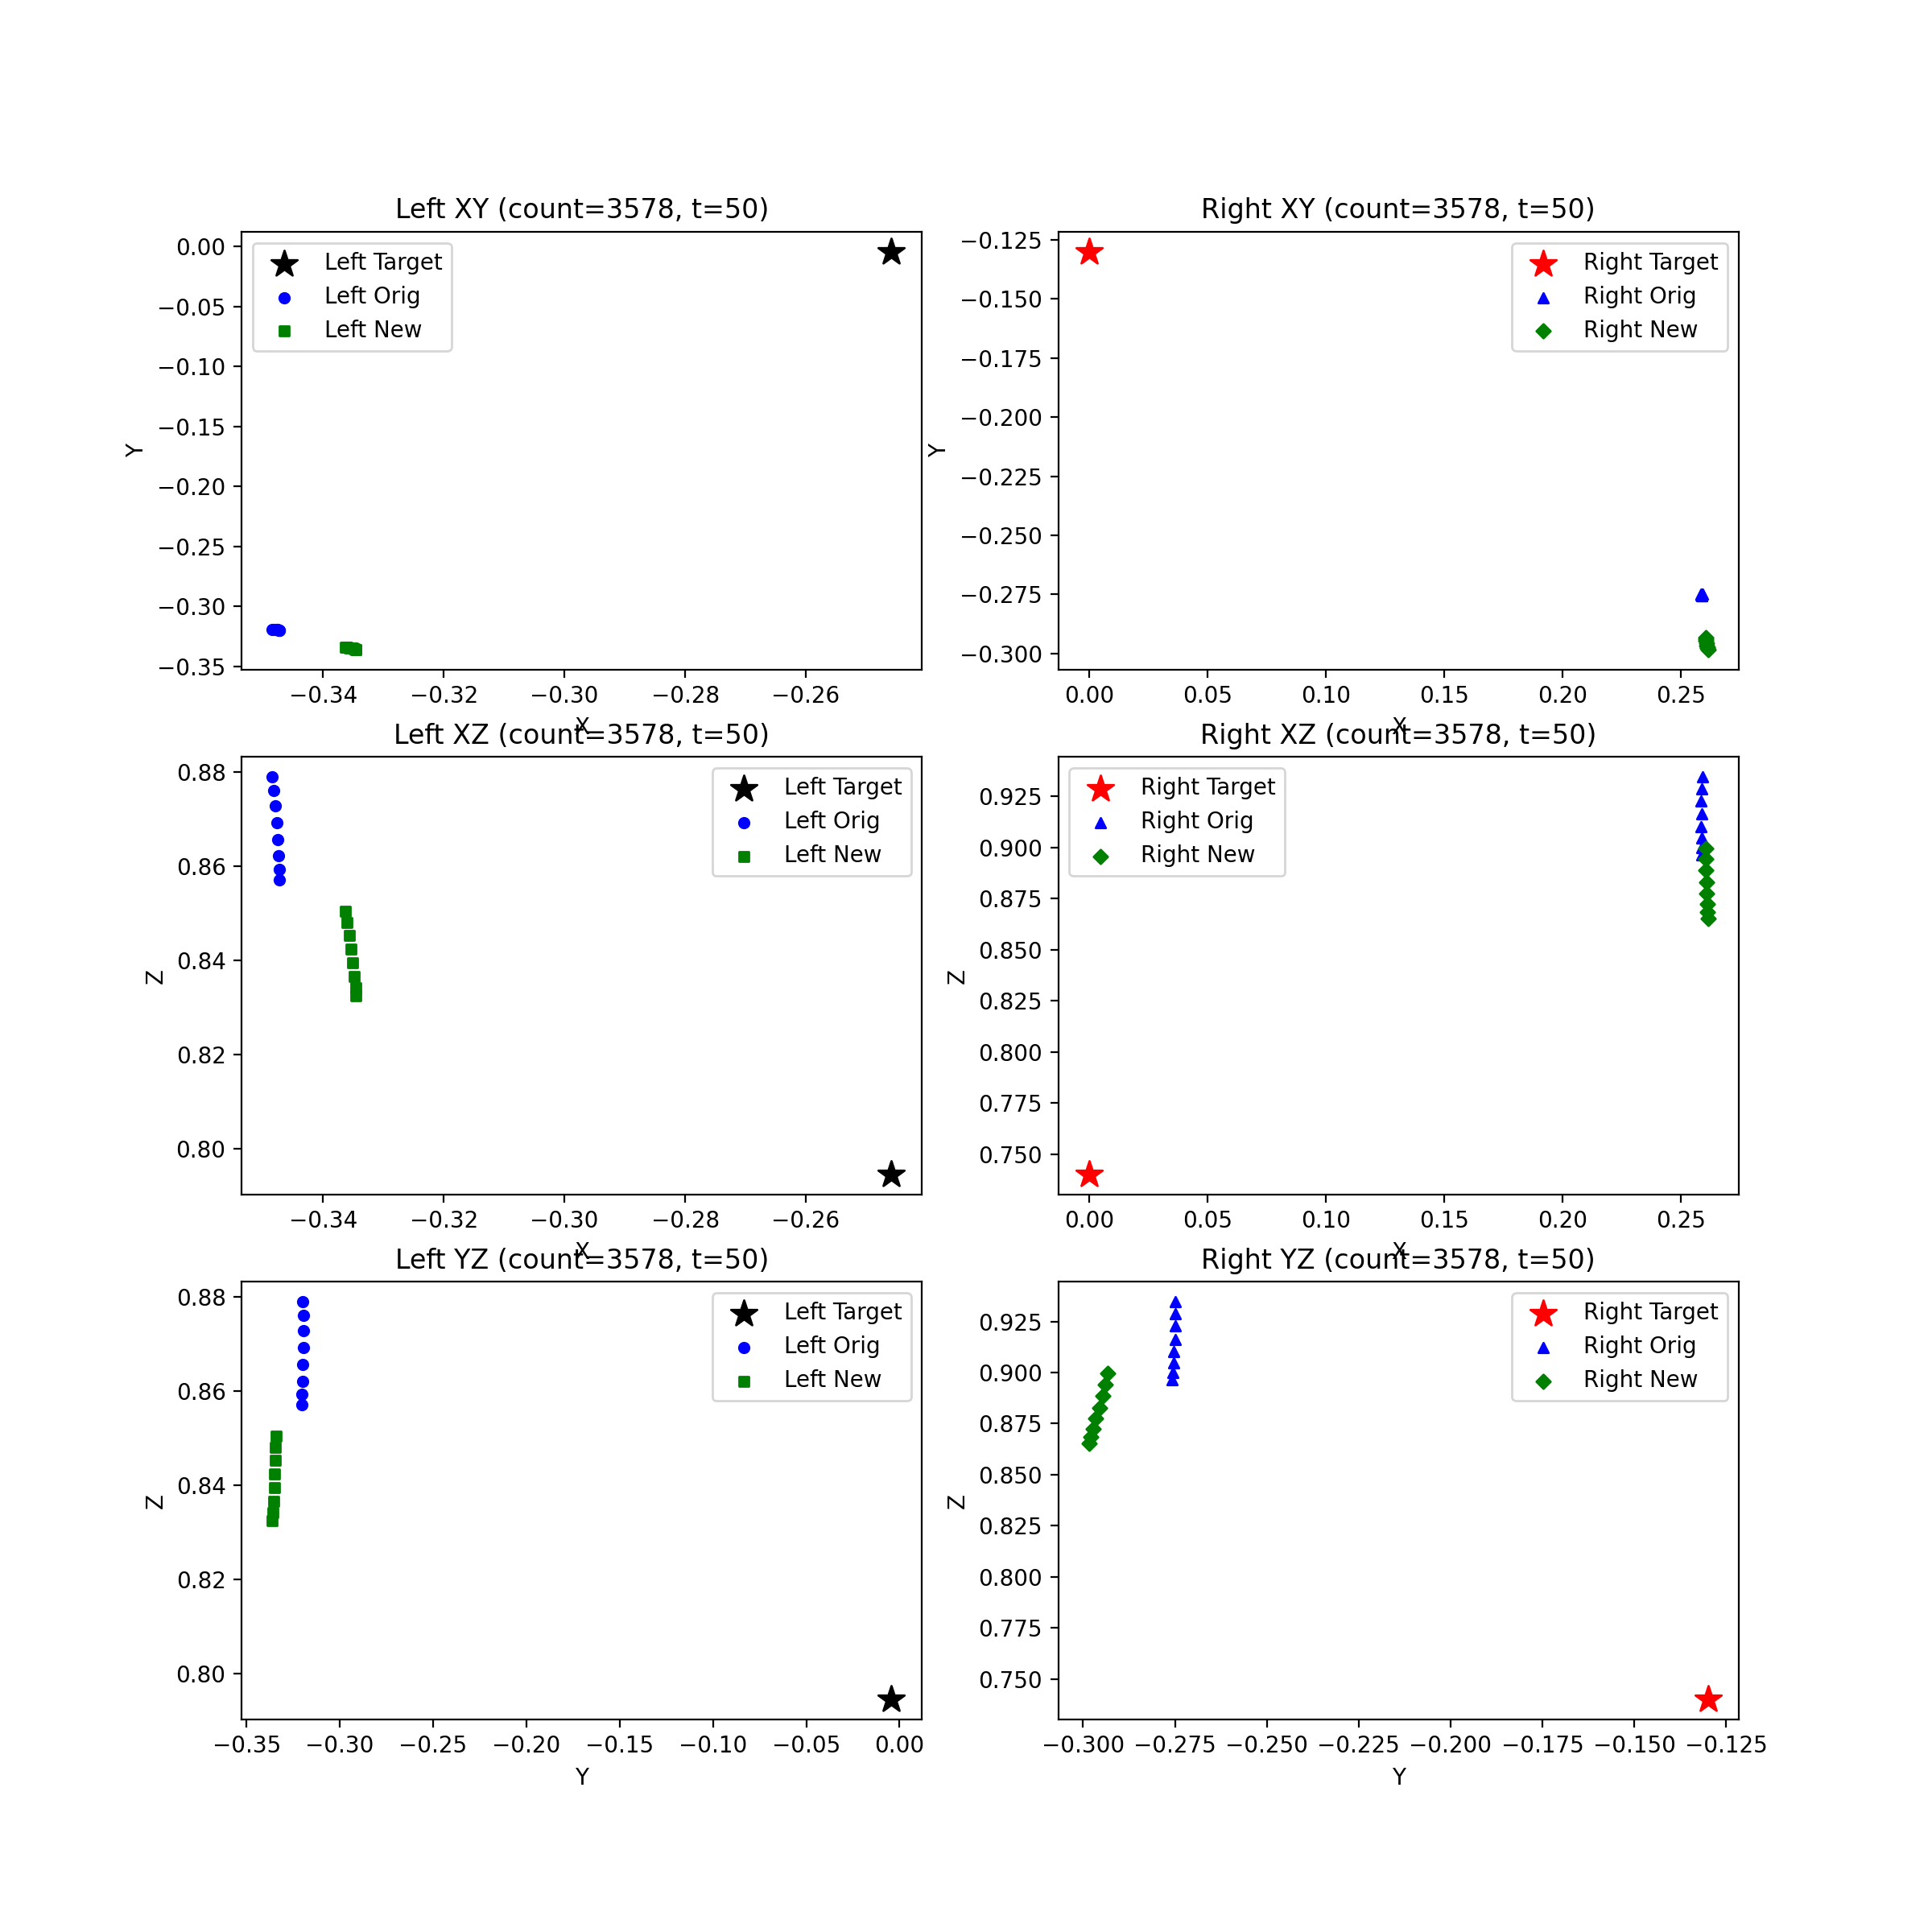 Left XY (count=3578, t=50)
0.00
−0.05
−0.10
−0.15
−0.20
−0.25
−0.30
−0.35
Y
Left Target
Left Orig
Left New
−0.34
−0.32
−0.30
−0.28
−0.26
X
Right XY (count=3578, t=50)
−0.125
−0.150
−0.175
−0.200
−0.225
−0.250
−0.275
−0.300
Y
Right Target
Right Orig
Right New
0.00
0.05
0.10
0.15
0.20
0.25
X
Left XZ (count=3578, t=50)
0.88
0.86
0.84
0.82
0.80
Z
Left Target
Left Orig
Left New
−0.34
−0.32
−0.30
−0.28
−0.26
X
Right XZ (count=3578, t=50)
0.925
0.900
0.875
0.850
0.825
0.800
0.775
0.750
Z
Right Target
Right Orig
Right New
0.00
0.05
0.10
0.15
0.20
0.25
X
Left YZ (count=3578, t=50)
0.88
0.86
0.84
0.82
0.80
Z
Left Target
Left Orig
Left New
−0.35
−0.30
−0.25
−0.20
−0.15
−0.10
−0.05
0.00
Y
Right YZ (count=3578, t=50)
0.925
0.900
0.875
0.850
0.825
0.800
0.775
0.750
Z
Right Target
Right Orig
Right New
−0.300
−0.275
−0.250
−0.225
−0.200
−0.175
−0.150
−0.125
Y